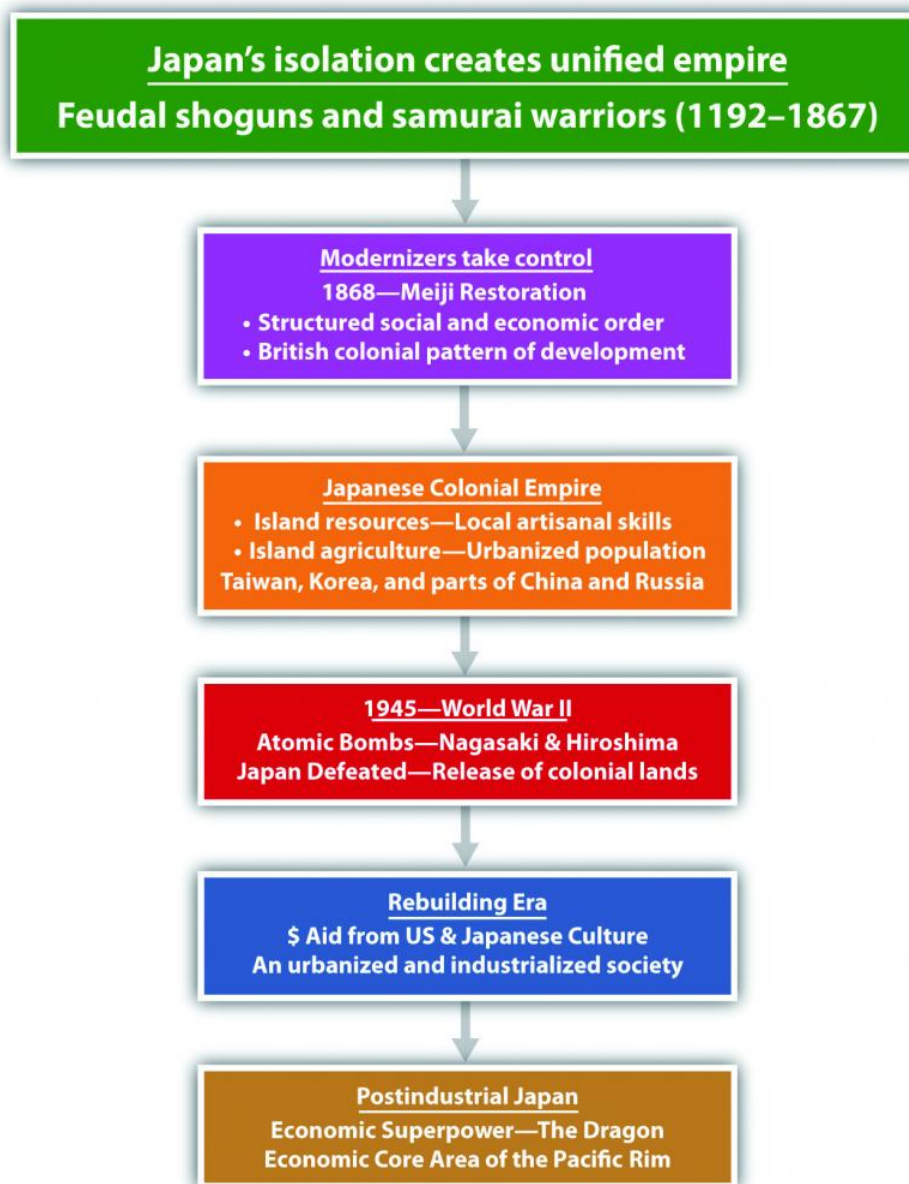 Japan’s isolation creates unified empire
Feudal shoguns and samurai warriors (1192–1867)
Modernizers take control
1868—Meiji Restoration
• Structured social and economic order
• British colonial pattern of development
Japanese Colonial Empire
• Island resources—Local artisanal skills
• Island agriculture—Urbanized population
Taiwan, Korea, and parts of China and Russia
1945—World War II
Atomic Bombs—Nagasaki & Hiroshima
Japan Defeated—Release of colonial lands
Rebuilding Era
$ Aid from US & Japanese Culture
An urbanized and industrialized society
Postindustrial Japan
Economic Superpower—The Dragon
Economic Core Area of the Pacific Rim